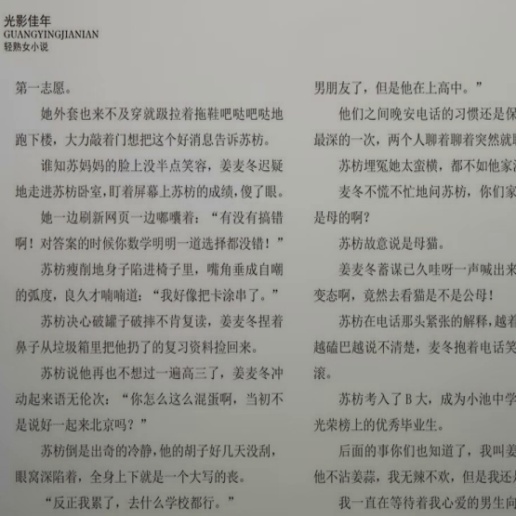 光影佳年
GUANGYINGJIANIAN
轻熟女小说
第一志愿。
她外套也来不及穿就趿拉着拖鞋吧哒吧哒地
跑下楼，大力敲着门想把这个好消息告诉苏枋。
谁知苏妈妈的脸上没半点笑容，姜麦冬迟疑
地走进苏枋卧室，盯着屏幕上苏枋的成绩，傻了眼。
她一边刷新网页一边嘟囔着：“有没有搞错
啊！对答案的时候你数学明明一道选择都没错！”
苏枋瘦削地身子陷进椅子里，嘴角垂成自嘲
的弧度，良久才喃喃道：“我好像把卡涂串了。”
苏枋决心破罐子破摔不肯复读，姜麦冬捏着
鼻子从垃圾箱里把他扔了的复习资料捡回来。
苏枋说他再也不想过一遍高三了，姜麦冬冲
动起来语无伦次：“你怎么这么混蛋啊，当初不
是说好一起来北京吗？”
苏枋倒是出奇的冷静，他的胡子好几天没刮，
眼窝深陷着，全身上下就是一个大写的丧。
“反正我累了，去什么学校都行。”
男朋友了，但是他在上高中。”
他们之间晚安电话的习惯还是保
最深的一次，两个人聊着聊着突然就
苏枋埋冤她太蛮横，都不如他家
麦冬不慌不忙地问苏枋，你们家
是母的啊？
苏枋故意说是母猫。
姜麦冬蓄谋已久哇呀一声喊出来
变态啊，竟然去看猫是不是公母！
苏枋在电话那头紧张的解释，越着
越磕巴越说不清楚，麦冬抱着电话笑
滚。
苏枋考入了 B 大，成为小池中学
光荣榜上的优秀毕业生。
后面的事你们也知道了，我叫姜
他不沾姜蒜，我无辣不欢，但是我还是
我一直在等待着我心爱的男生向